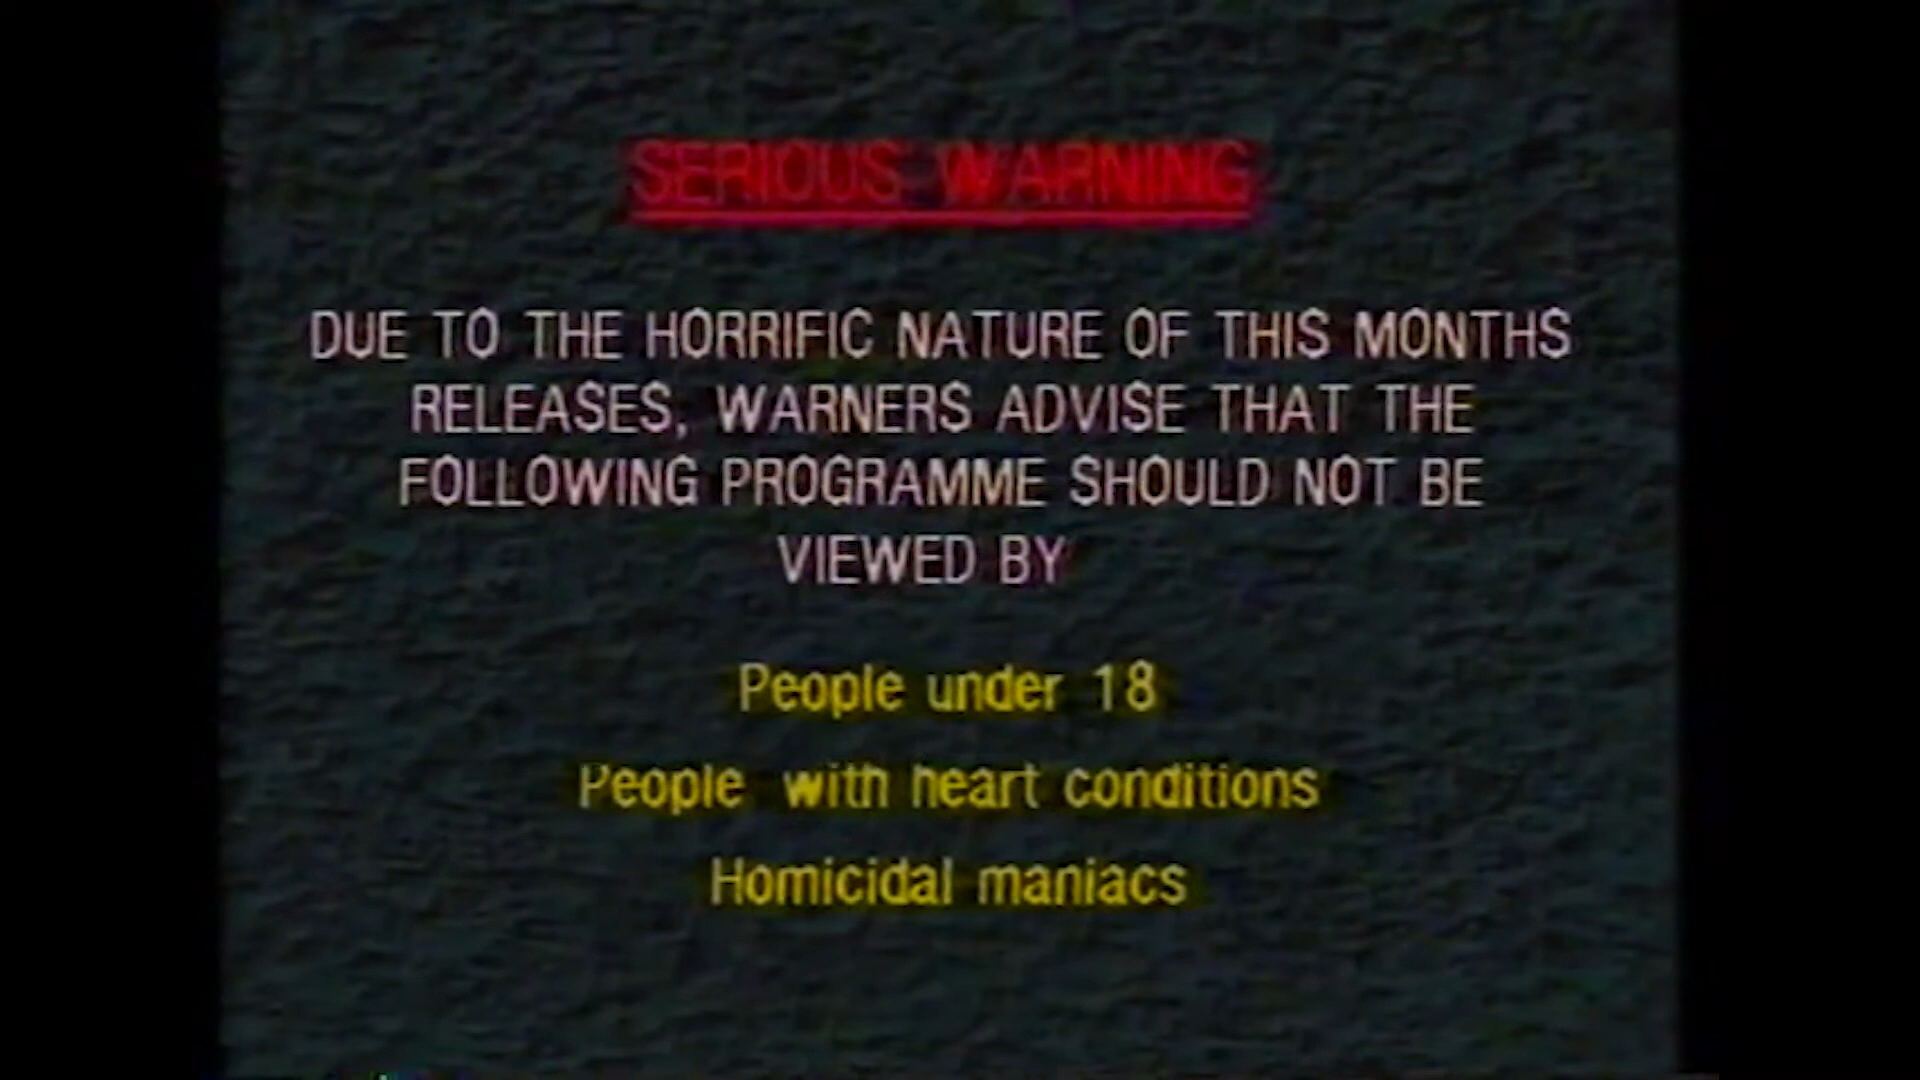 SERIOUS WARNING
DUE TO THE HORRIFIC NATURE OF THIS MONTHS
RELEASES, WARNERS ADVISE THAT THE
FOLLOWING PROGRAMME SHOULD NOT BE
VIEWED BY
People under 18
People with heart conditions
Homicidal maniacs